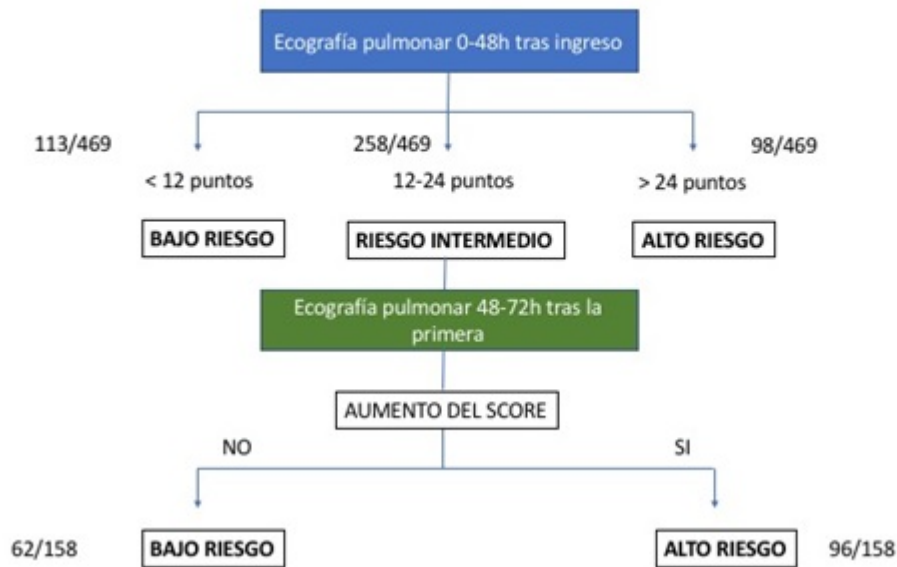 Ecografía pulmonar 0-48h tras ingreso
113/469
258/469
98/469
< 12 puntos
12-24 puntos
> 24 puntos
BAJO RIESGO
RIESGO INTERMEDIO
ALTO RIESGO
Ecografía pulmonar 48-72h tras la
primera
AUMENTO DEL SCORE
NO
SI
62/158
BAJO RIESGO
ALTO RIESGO
96/158